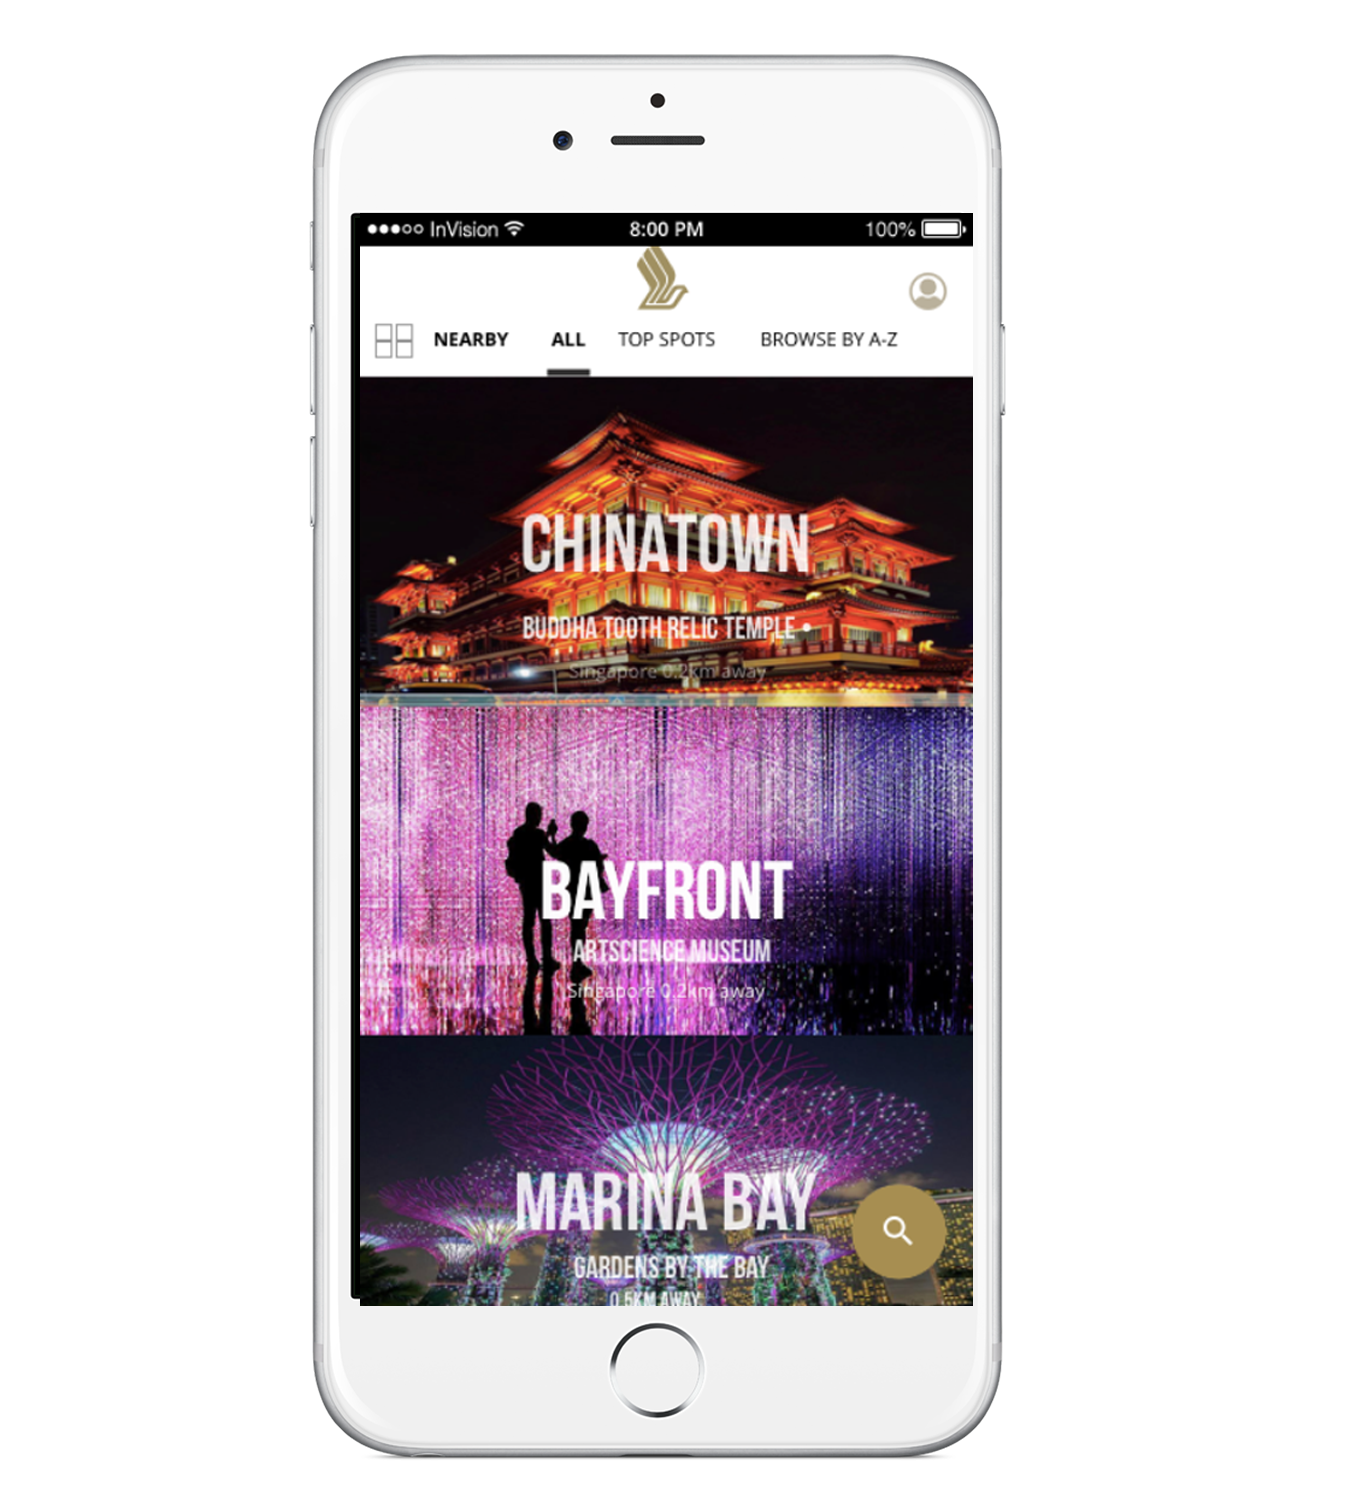 InVision 8:00 PM 100%
NEARBY ALL TOP SPOTS BROWSE BY A-Z
CHINATOWN
BUDDHA TOOTH RELIC TEMPLE •
Singapore 0.2km away
BAYFRONT
ARTSCIENCE MUSEUM
Singapore 0.2km away
MARINA BAY
GARDENS BY THE BAY
0.5KM AWAY